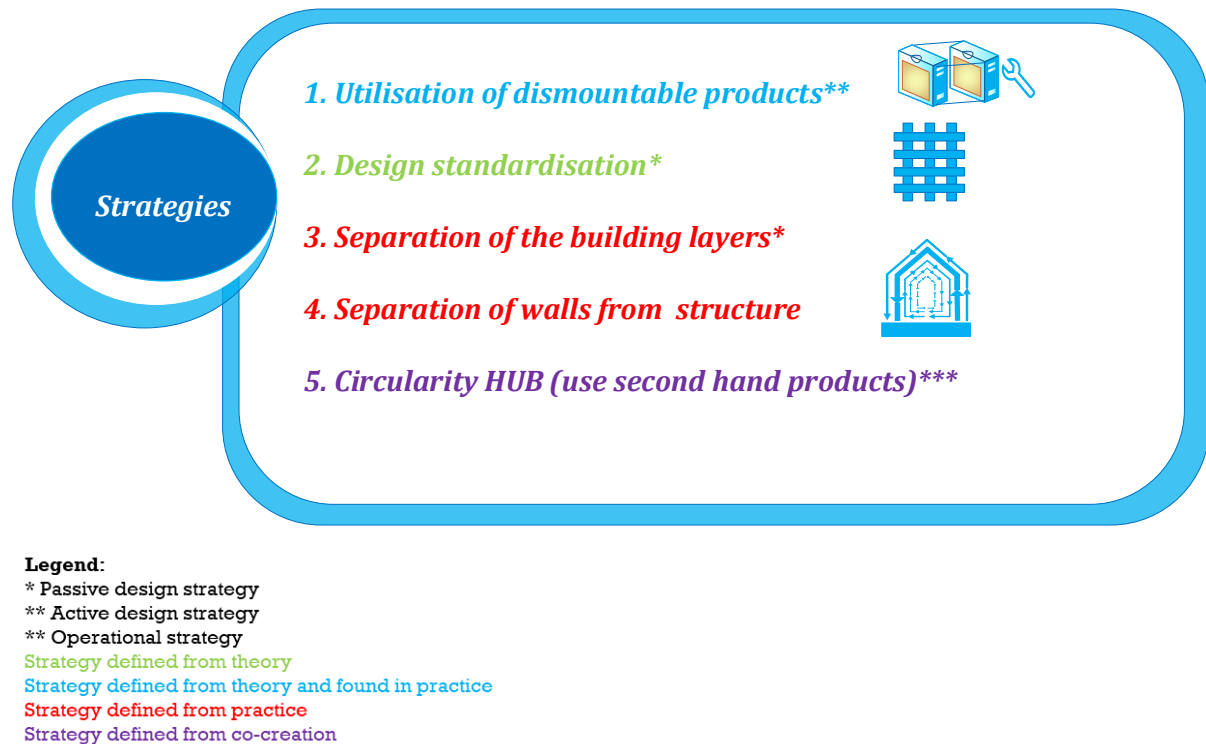 Strategies
1. Utilisation of dismountable products**
2. Design standardisation*
3. Separation of the building layers*
4. Separation of walls from  structure
5. Circularity HUB (use second hand products)***
Legend:
* Passive design strategy
** Active design strategy
** Operational strategy
Strategy defined from theory
Strategy defined from theory and found in practice
Strategy defined from practice
Strategy defined from co-creation